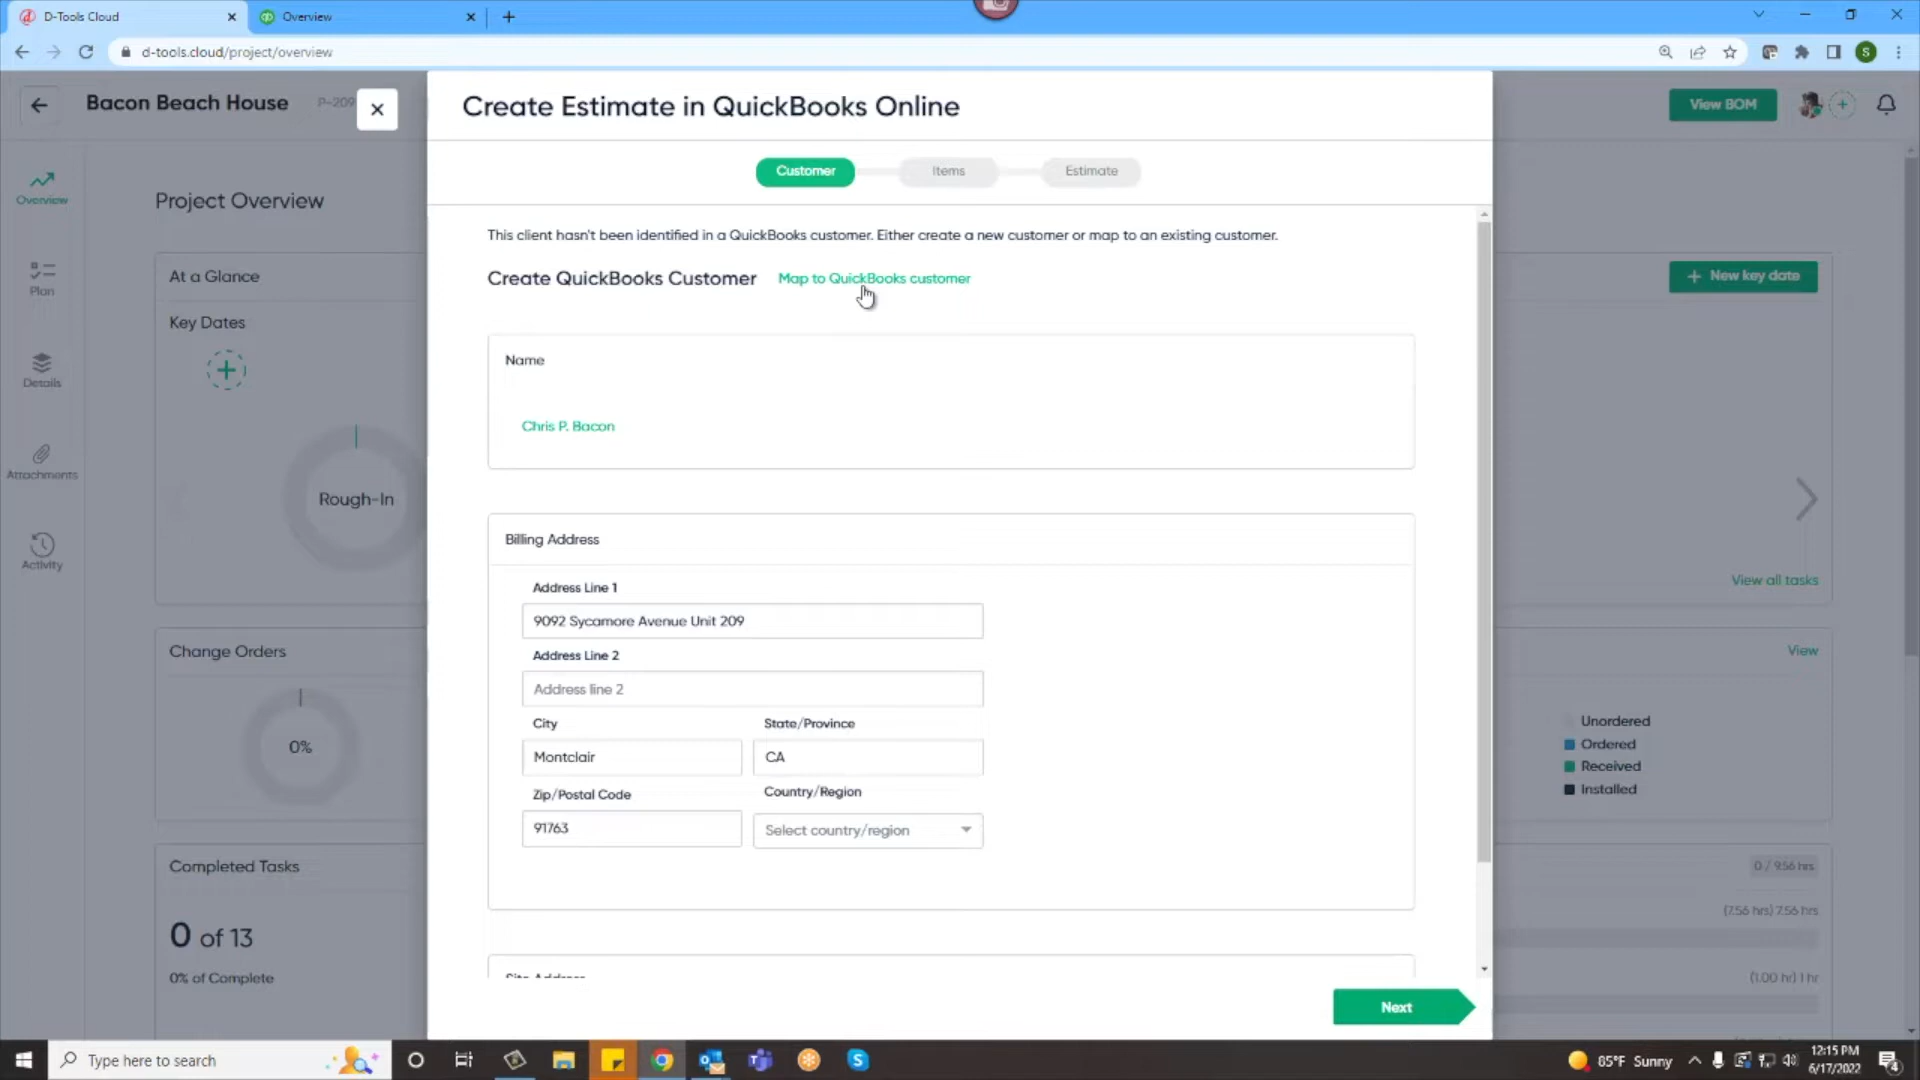 D-Tools Cloud
Overview
d-tools.cloud/project/overview
S
Bacon Beach House
P-209
Create Estimate in QuickBooks Online
View BOM
Customer
Items
Estimate
Overview
Project Overview
This client hasn't been identified in a QuickBooks customer. Either create a new customer or map to an existing customer.
Create QuickBooks Customer
Map to QuickBooks customer
At a Glance
New key date
Plan
Key Dates
Name
Details
Chris P. Bacon
Attachments
Rough-In
Billing Address
Activity
Address Line 1
View all tasks
9092 Sycamore Avenue Unit 209
Change Orders
Address Line 2
View
Address line 2
City
State/Province
Unordered
0%
Montclair
CA
Ordered
Received
Zip/Postal Code
Country/Region
Installed
91763
Select country/region
Completed Tasks
0 / 9.56 hrs
(7.56 hrs) 7.56 hrs
0 of 13
0% of Complete
Site Address
(1.00 hr) 1 hr
Next
Type here to search
85°F Sunny
12:15 PM
6/17/2022
4